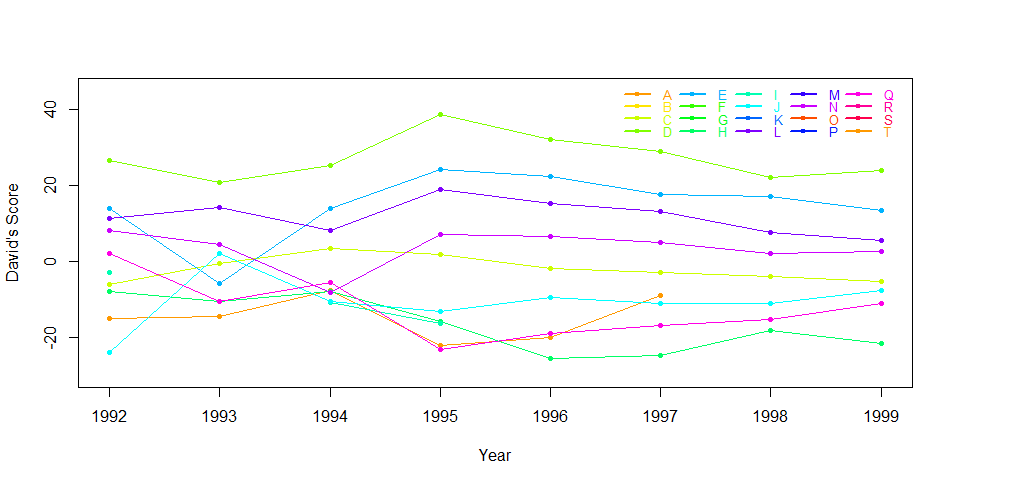 A E I M Q
B F J N R
C G K O S
D H L P T
40
20
0
-20
David's Score
1992 1993 1994 1995 1996 1997 1998 1999
Year